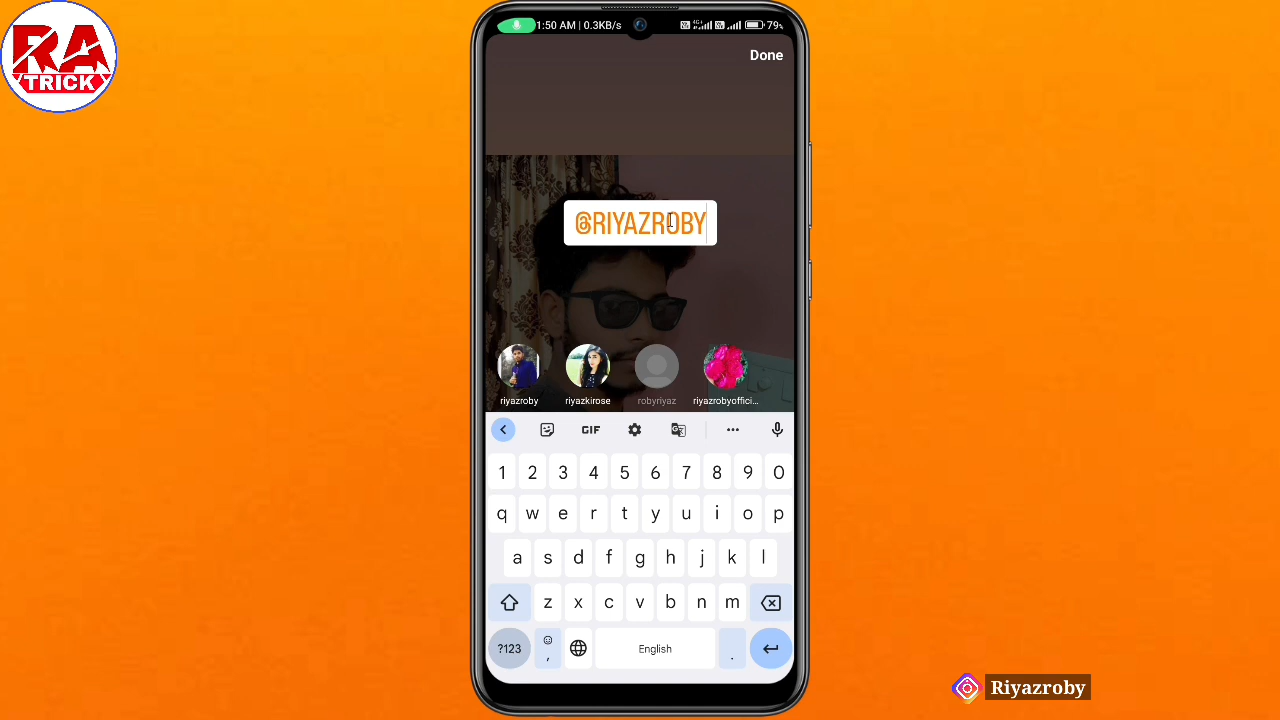 RA
TRICK
1:50 AM | 0.3KB/s
4G+
79%
Done
@RIYAZROBY
riyazroby
riyazkirose
robyriyaz
riyazrobyoffici...
GIF
1 2 3 4 5 6 7 8 9 0
q w e r t y u i o p
a s d f g h j k l
z x c v b n m
?123 , English .
Riyazroby